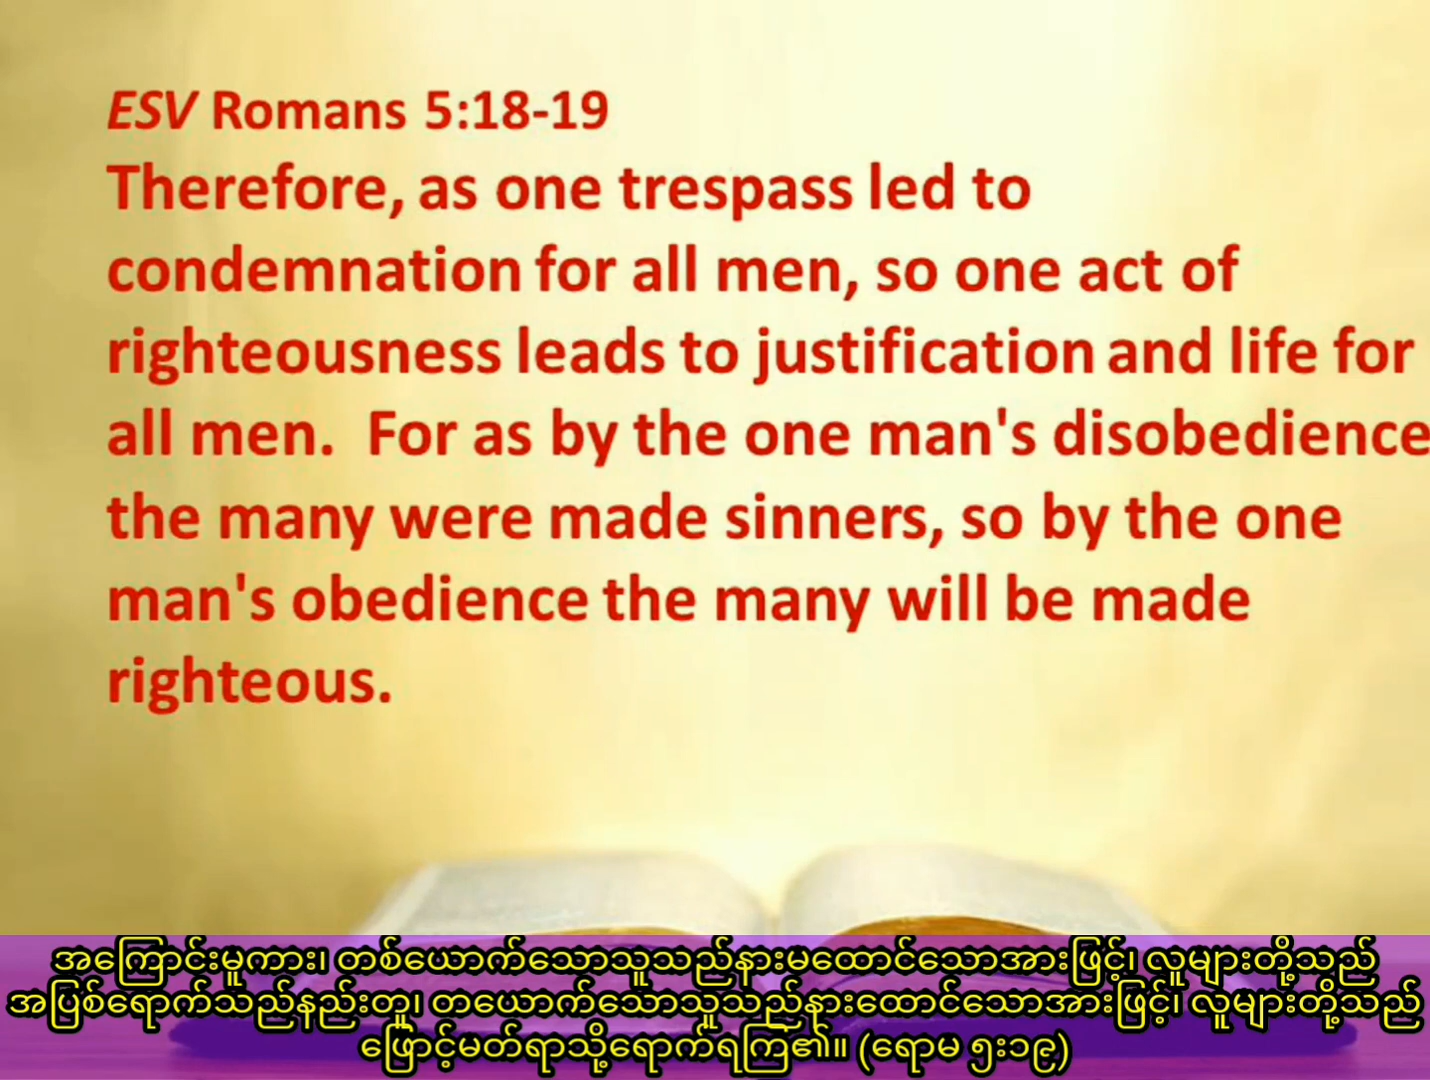 ESV Romans 5:18-19
Therefore, as one trespass led to
condemnation for all men, so one act of
righteousness leads to justification and life for
all men.  For as by the one man's disobedience
the many were made sinners, so by the one
man's obedience the many will be made
righteous.
အကြောင်းမူကား၊ တစ်ယောက်သောသူသည်နားမထောင်သောအားဖြင့်၊ လူများတို့သည်
အပြစ်ရောက်သည်နည်းတူ၊ တယောက်သောသူသည်နားထောင်သောအားဖြင့်၊ လူများတို့သည်
ဖြောင့်မတ်ရာသို့ရောက်ရကြ၏။ (ရောမ ၅း၁၉)